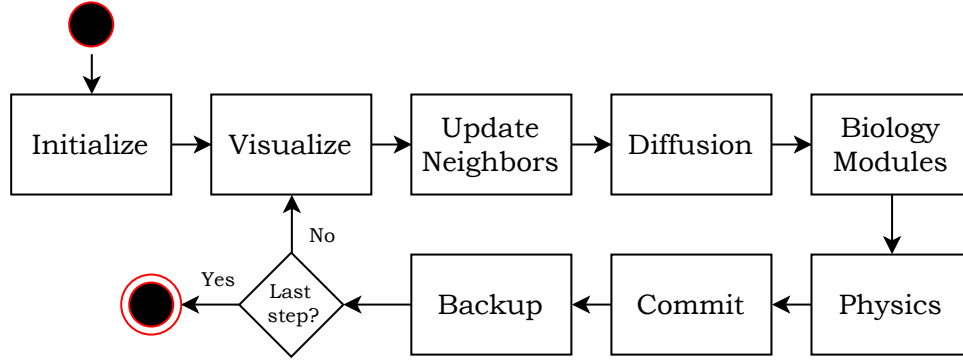 Initialize
Visualize
Update
Neighbors
Diffusion
Biology
Modules
No
Yes
Last
step?
Backup
Commit
Physics